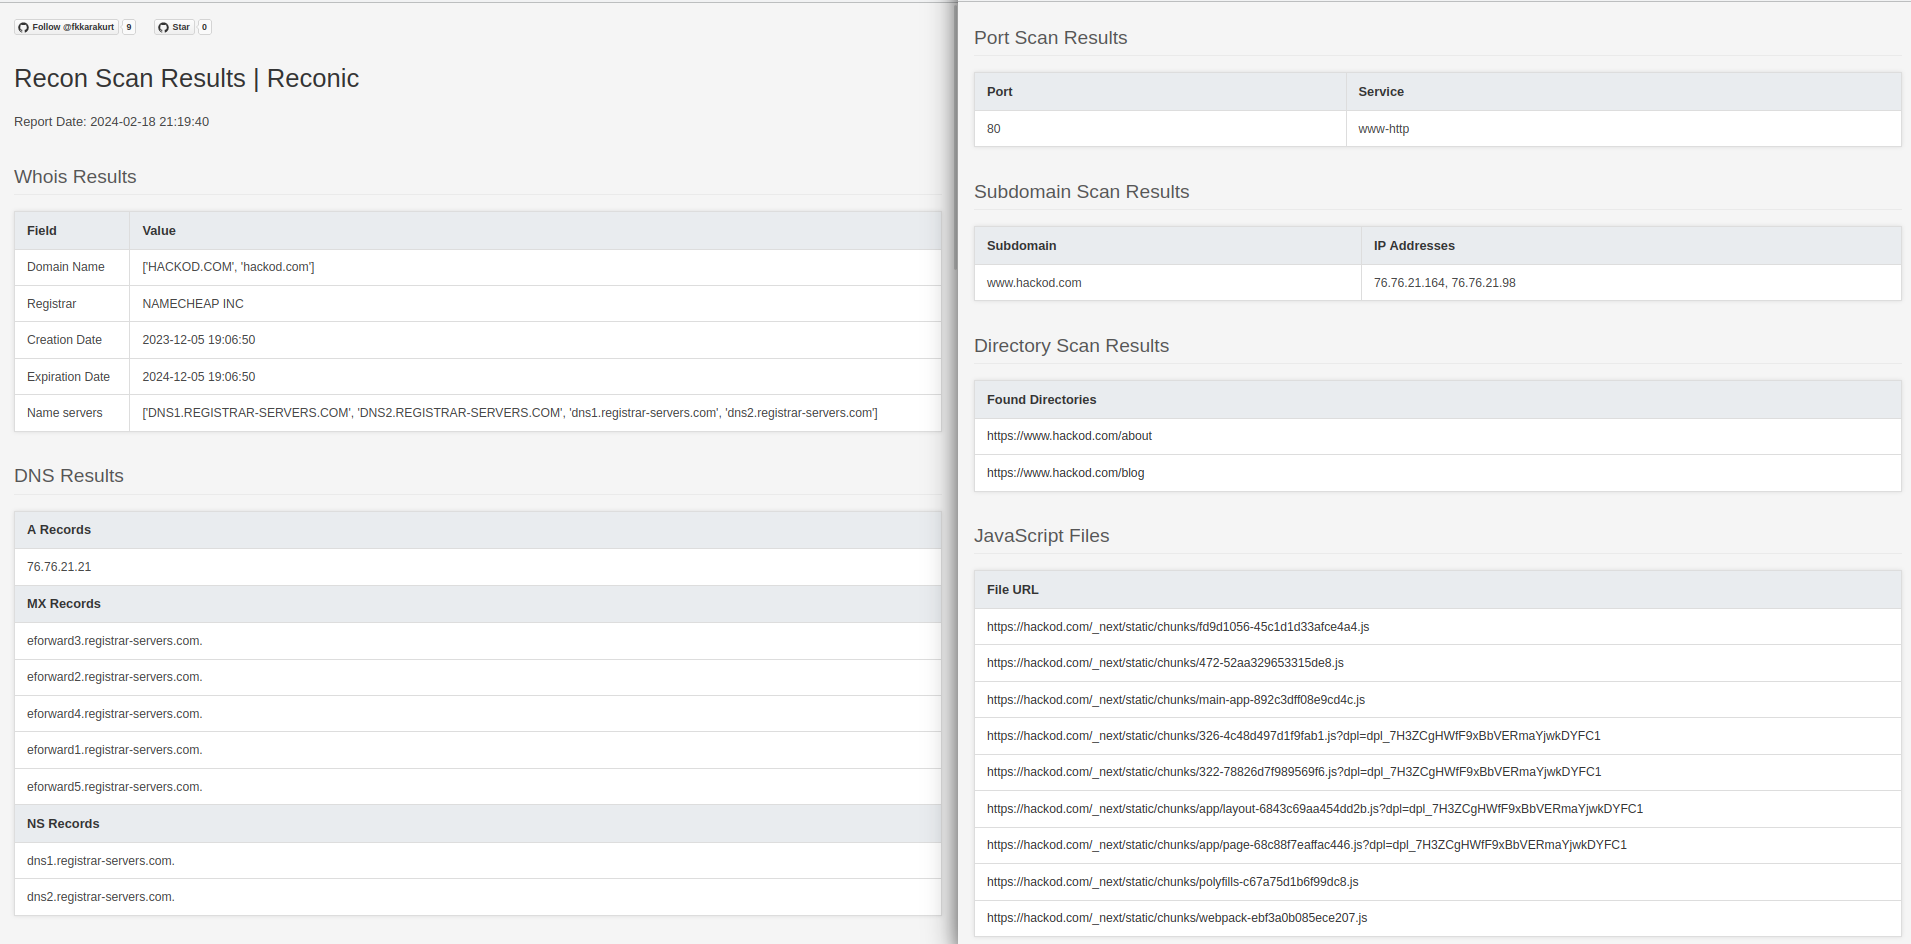 Follow @fkkarakurt 9 Star 0
Recon Scan Results | Reconic
Report Date: 2024-02-18 21:19:40
Whois Results
Field Value
Domain Name ['HACKOD.COM', 'hackod.com']
Registrar NAMECHEAP INC
Creation Date 2023-12-05 19:06:50
Expiration Date 2024-12-05 19:06:50
Name servers ['DNS1.REGISTRAR-SERVERS.COM', 'DNS2.REGISTRAR-SERVERS.COM', 'dns1.registrar-servers.com', 'dns2.registrar-servers.com']
DNS Results
A Records
76.76.21.21
MX Records
eforward3.registrar-servers.com.
eforward2.registrar-servers.com.
eforward4.registrar-servers.com.
eforward1.registrar-servers.com.
eforward5.registrar-servers.com.
NS Records
dns1.registrar-servers.com.
dns2.registrar-servers.com.
Port Scan Results
Port Service
80 www-http
Subdomain Scan Results
Subdomain IP Addresses
www.hackod.com 76.76.21.164, 76.76.21.98
Directory Scan Results
Found Directories
https://www.hackod.com/about
https://www.hackod.com/blog
JavaScript Files
File URL
https://hackod.com/_next/static/chunks/fd9d1056-45c1d1d33afce4a4.js
https://hackod.com/_next/static/chunks/472-52aa329653315de8.js
https://hackod.com/_next/static/chunks/main-app-892c3dff08e9cd4c.js
https://hackod.com/_next/static/chunks/326-4c48d497d1f9fab1.js?dpl=dpl_7H3ZCgHWfF9xBbVERmaYjwkDYFC1
https://hackod.com/_next/static/chunks/322-78826d7f989569f6.js?dpl=dpl_7H3ZCgHWfF9xBbVERmaYjwkDYFC1
https://hackod.com/_next/static/chunks/app/layout-6843c69aa454dd2b.js?dpl=dpl_7H3ZCgHWfF9xBbVERmaYjwkDYFC1
https://hackod.com/_next/static/chunks/app/page-68c88f7eaffac446.js?dpl=dpl_7H3ZCgHWfF9xBbVERmaYjwkDYFC1
https://hackod.com/_next/static/chunks/polyfills-c67a75d1b6f99dc8.js
https://hackod.com/_next/static/chunks/webpack-ebf3a0b085ece207.js